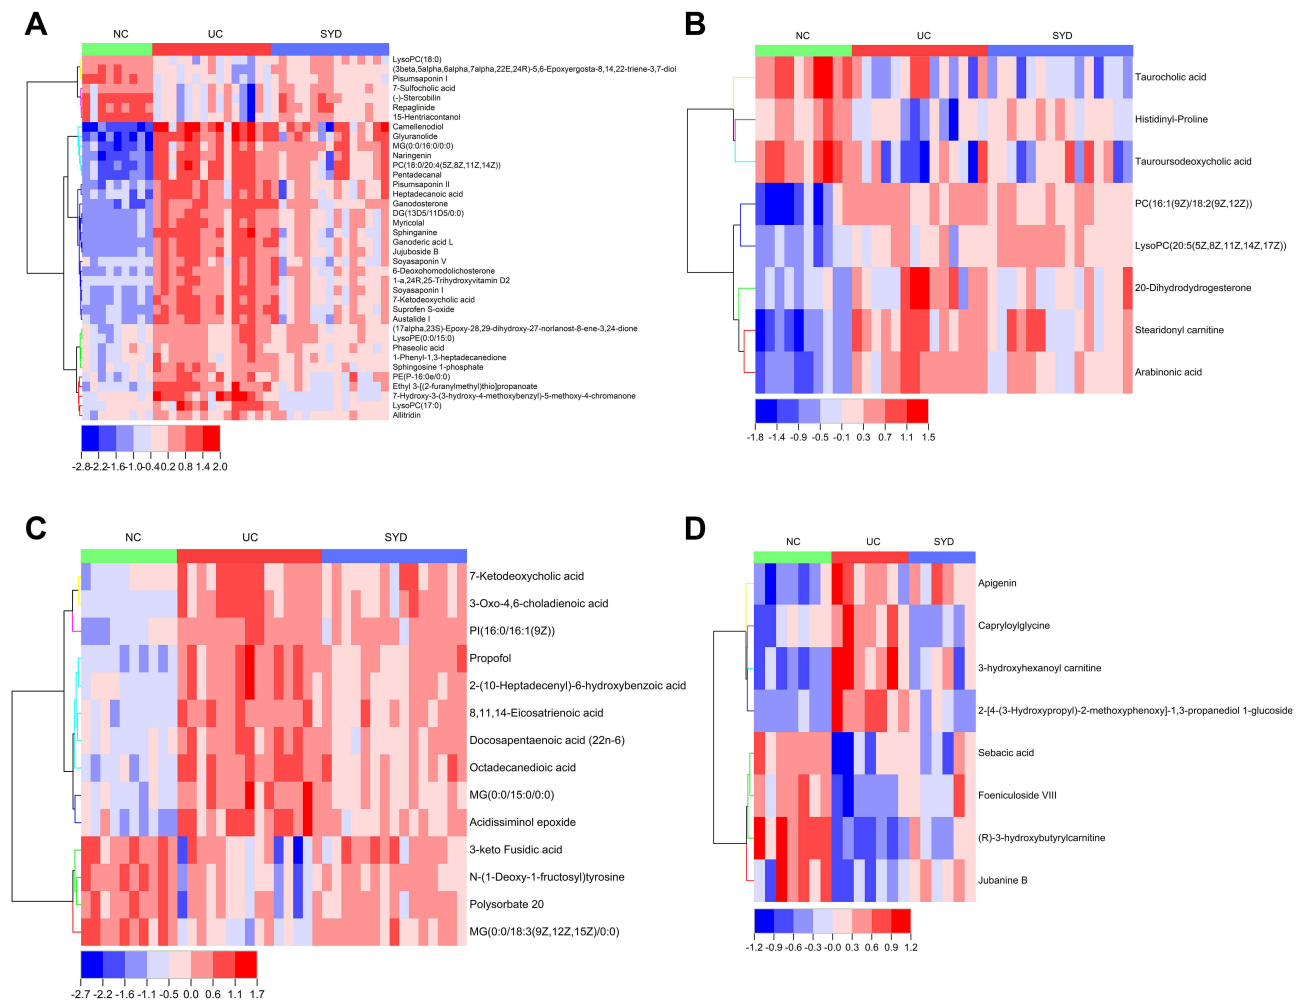 A
NC UC SYD
LysoPC(18:0)
(3beta,5alpha,6alpha,7alpha,22E,24R)-5,6-Epoxyergosta-8,14,22-triene-3,7-diol
Pisumsaponin I
7-Sulfocholic acid
(-)-Stercobilin
Repaglinide
15-Hentriacontanol
Camellenodiol
Glyuranolide
MG(0:0/16:0/0:0)
Naringenin
PC(18:0/20:4(5Z,8Z,11Z,14Z))
Pentadecanal
Pisumsaponin II
Heptadecanoic acid
Ganodosterone
DG(13D5/11D5/0:0)
Myricolal
Sphinganine
Ganoderic acid L
Jujuboside B
Soyasaponin V
6-Deoxohomodolichosterone
1-a,24R,25-Trihydroxyvitamin D2
Soyasaponin I
7-Ketodeoxycholic acid
Suprofen S-oxide
Austalide I
(17alpha,23S)-Epoxy-28,29-dihydroxy-27-norlanost-8-ene-3,24-dione
LysoPE(0:0/15:0)
Phaseolic acid
1-Phenyl-1,3-heptadecanedione
Sphingosine 1-phosphate
PE(P-16:0e/0:0)
Ethyl 3-[(2-furanylmethyl)thio]propanoate
7-Hydroxy-3-(3-hydroxy-4-methoxybenzyl)-5-methoxy-4-chromanone
LysoPC(17:0)
Allitridin
-2.8 -2.2 -1.6 -1.0 -0.4 0.2 0.8 1.4 2.0
B
NC UC SYD
Taurocholic acid
Histidinyl-Proline
Tauroursodeoxycholic acid
PC(16:1(9Z)/18:2(9Z,12Z))
LysoPC(20:5(5Z,8Z,11Z,14Z,17Z))
20-Dihydrodydrogesterone
Stearidonyl carnitine
Arabinonic acid
-1.8 -1.4 -0.9 -0.5 -0.1 0.3 0.7 1.1 1.5
C
NC UC SYD
7-Ketodeoxycholic acid
3-Oxo-4,6-choladienoic acid
PI(16:0/16:1(9Z))
Propofol
2-(10-Heptadecenyl)-6-hydroxybenzoic acid
8,11,14-Eicosatrienoic acid
Docosapentaenoic acid (22n-6)
Octadecanedioic acid
MG(0:0/15:0/0:0)
Acidissiminol epoxide
3-keto Fusidic acid
N-(1-Deoxy-1-fructosyl)tyrosine
Polysorbate 20
MG(0:0/18:3(9Z,12Z,15Z)/0:0)
-2.7 -2.2 -1.6 -1.1 -0.5 0.0 0.6 1.1 1.7
D
NC UC SYD
Apigenin
Capryloylglycine
3-hydroxyhexanoyl carnitine
2-[4-(3-Hydroxypropyl)-2-methoxyphenoxy]-1,3-propanediol 1-glucoside
Sebacic acid
Foeniculoside VIII
(R)-3-hydroxybutyrylcarnitine
Jubanine B
-1.2 -0.9 -0.6 -0.3 -0.0 0.3 0.6 0.9 1.2